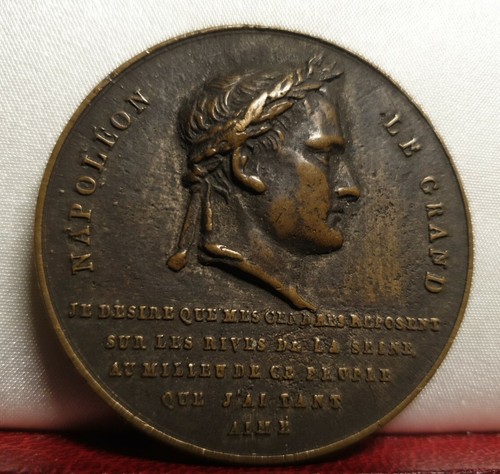 NAPOLÉON LE GRAND
JE DÉSIRE QUE MES CENDRES REPOSENT
SUR LES RIVES DE LA SEINE,
AU MILIEU DE CE PEUPLE
QUE J'AI TANT
AIMÉ